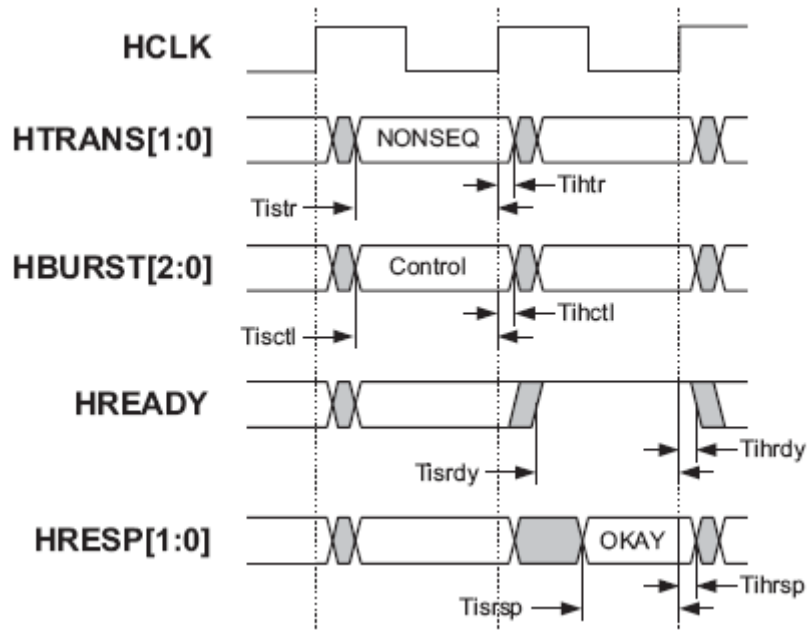 HCLK
HTRANS[1:0]
NONSEQ
Tihtr
Tistr
HBURST[2:0]
Control
Tihctl
Tisctl
HREADY
Tihrdy
Tisrdy
HRESP[1:0]
OKAY
Tihrsp
Tisrsp